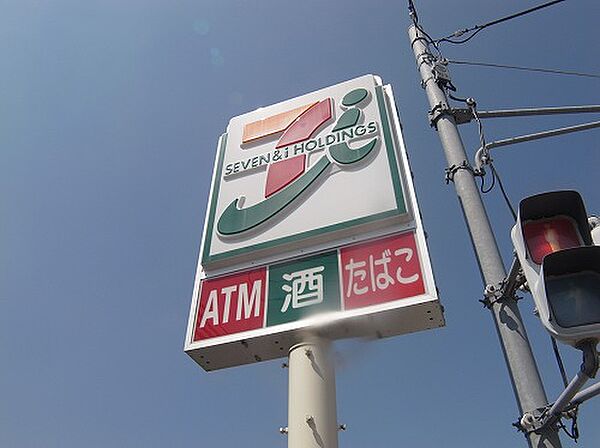 SEVEN & i HOLDINGS
ATM 酒 たばこ